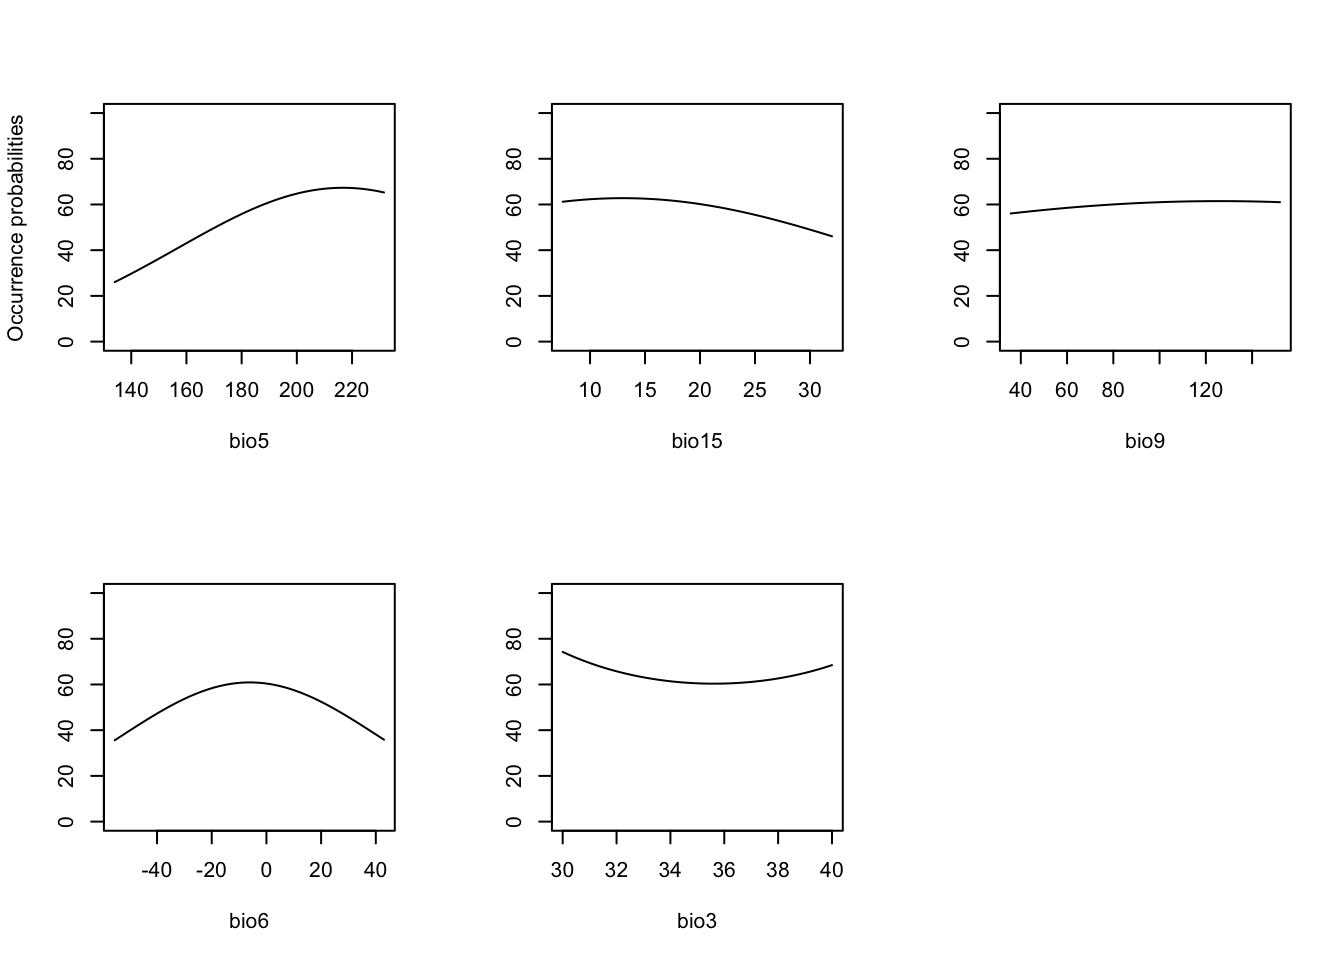 Occurrence probabilities
0 20 40 60 80
140 160 180 200 220
bio5
0 20 40 60 80
10 15 20 25 30
bio15
0 20 40 60 80
40 60 80 120
bio9
0 20 40 60 80
-40 -20 0 20 40
bio6
0 20 40 60 80
30 32 34 36 38 40
bio3